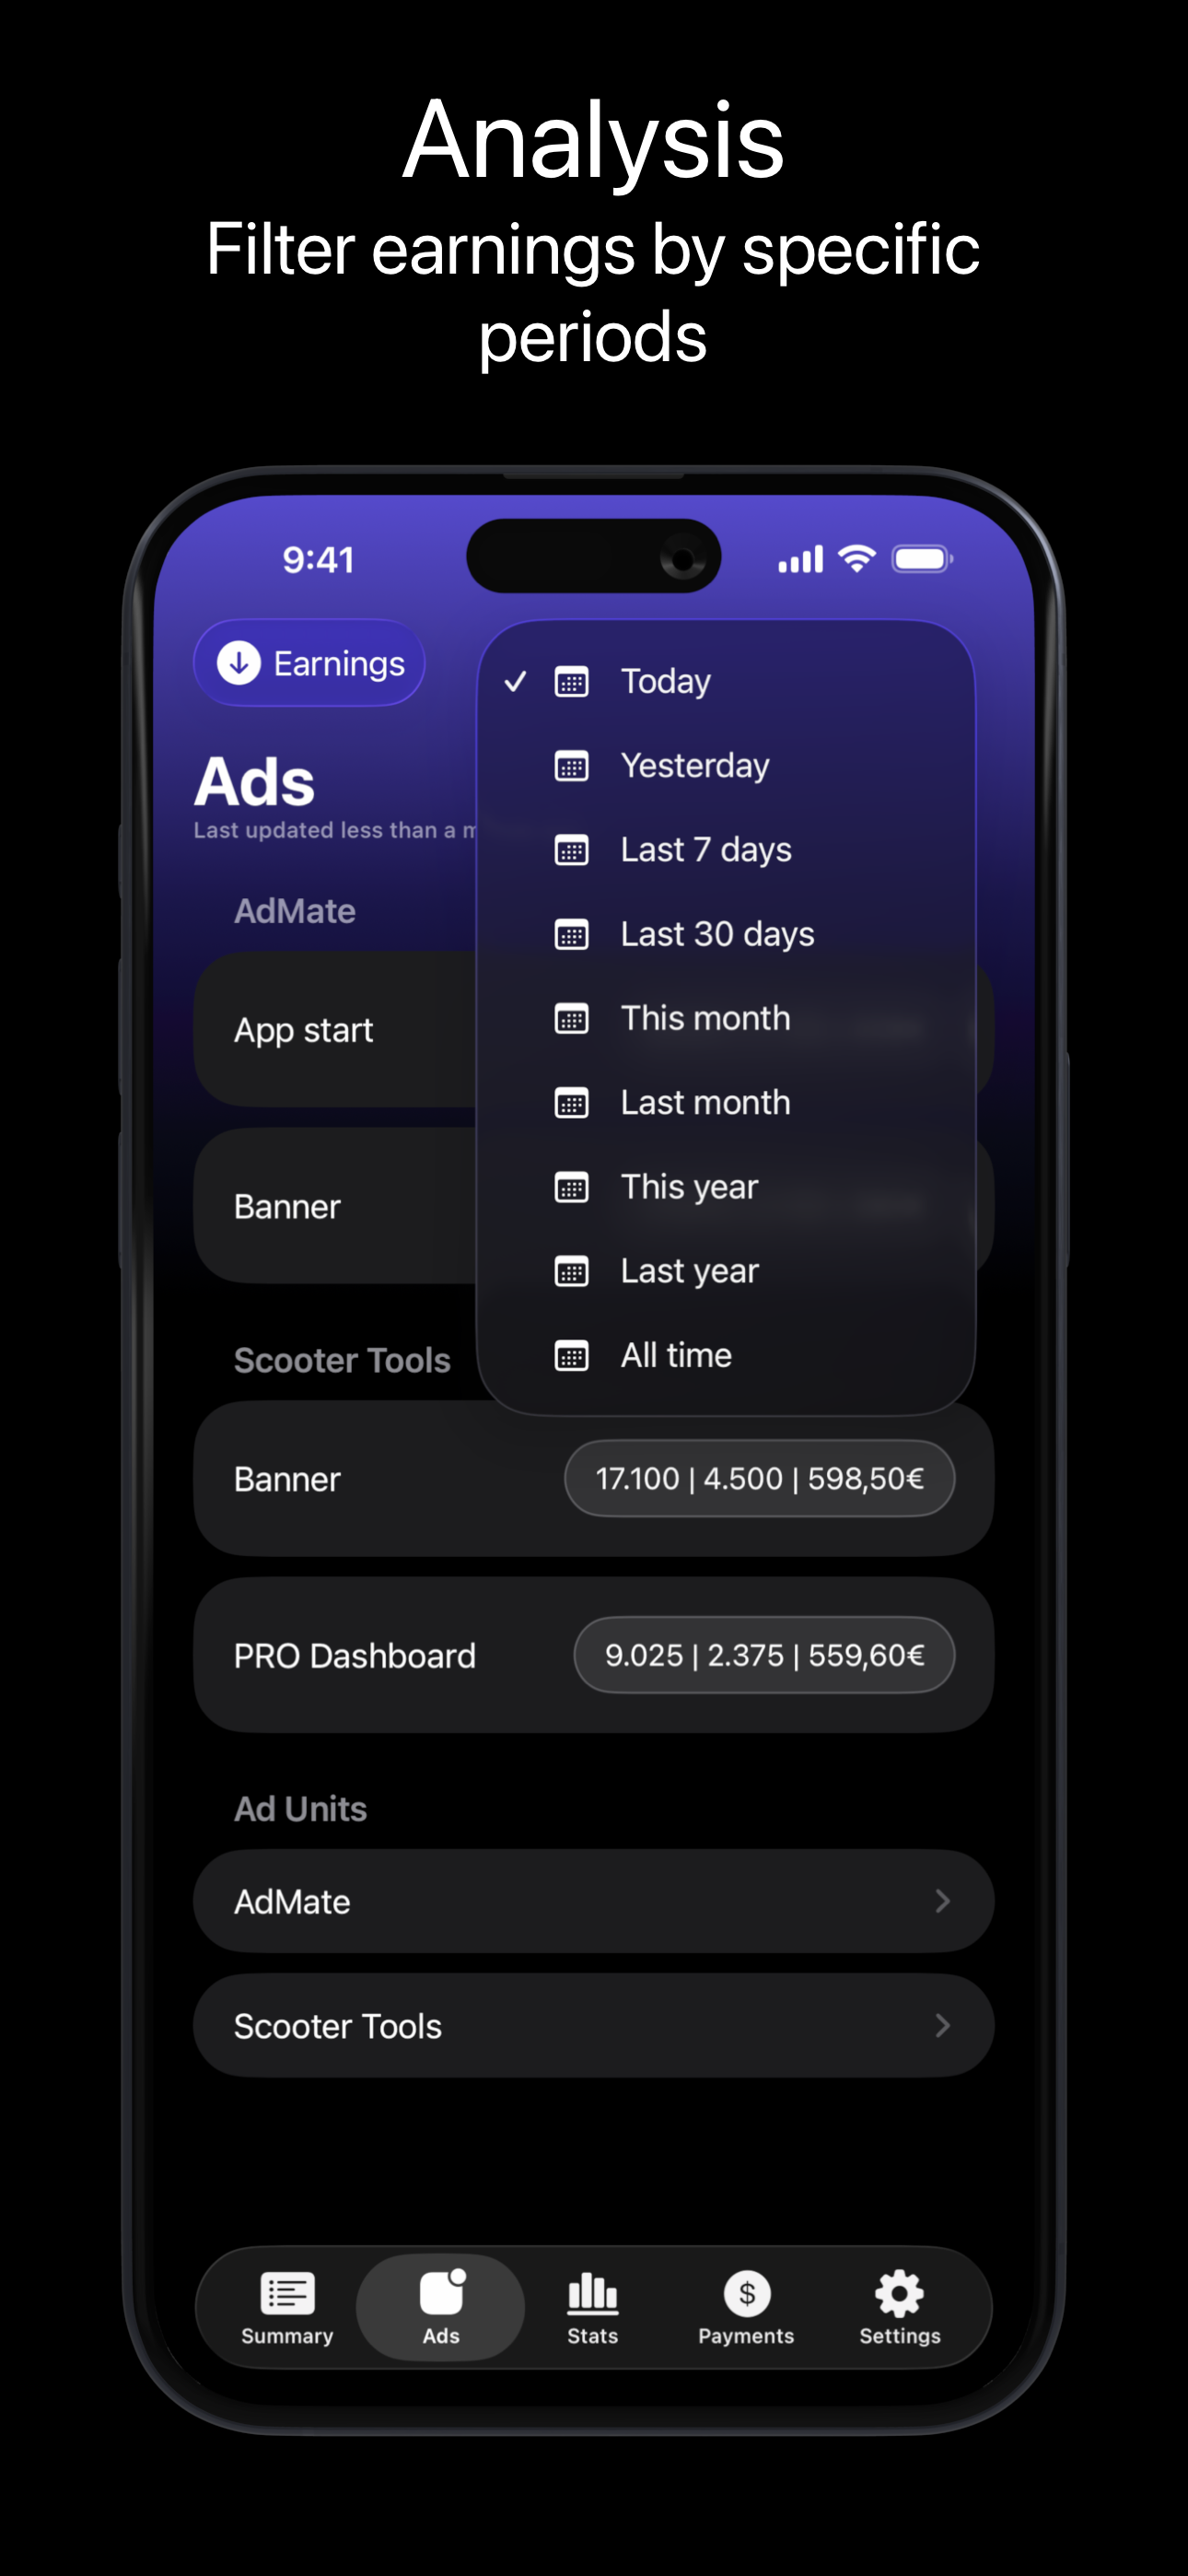 Analysis
Filter earnings by specific
periods
9:41
Earnings
Today
Yesterday
Last 7 days
Last 30 days
This month
Last month
This year
Last year
All time
Ads
Last updated less than a
AdMate
App start
Banner
Scooter Tools
Banner
17.100 | 4.500 | 598,50€
PRO Dashboard
9.025 | 2.375 | 559,60€
Ad Units
AdMate
Scooter Tools
Summary
Ads
Stats
$
Payments
Settings